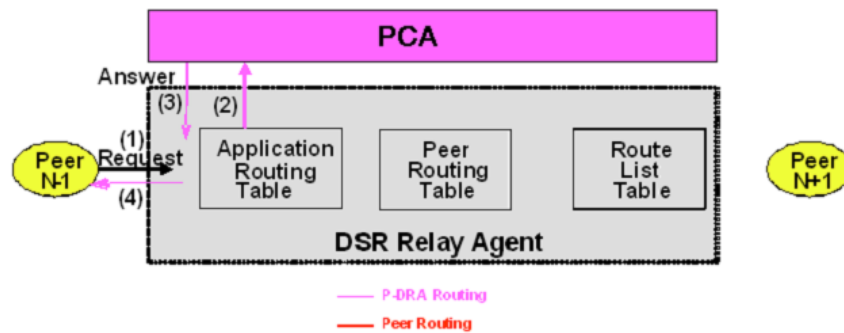 PCA
Answer
(3)
(2)
(1)
Request
Peer
N-1
(4)
Application
Routing
Table
Peer
Routing
Table
Route
List
Table
Peer
N+1
DSR Relay Agent
P-DRA Routing
Peer Routing